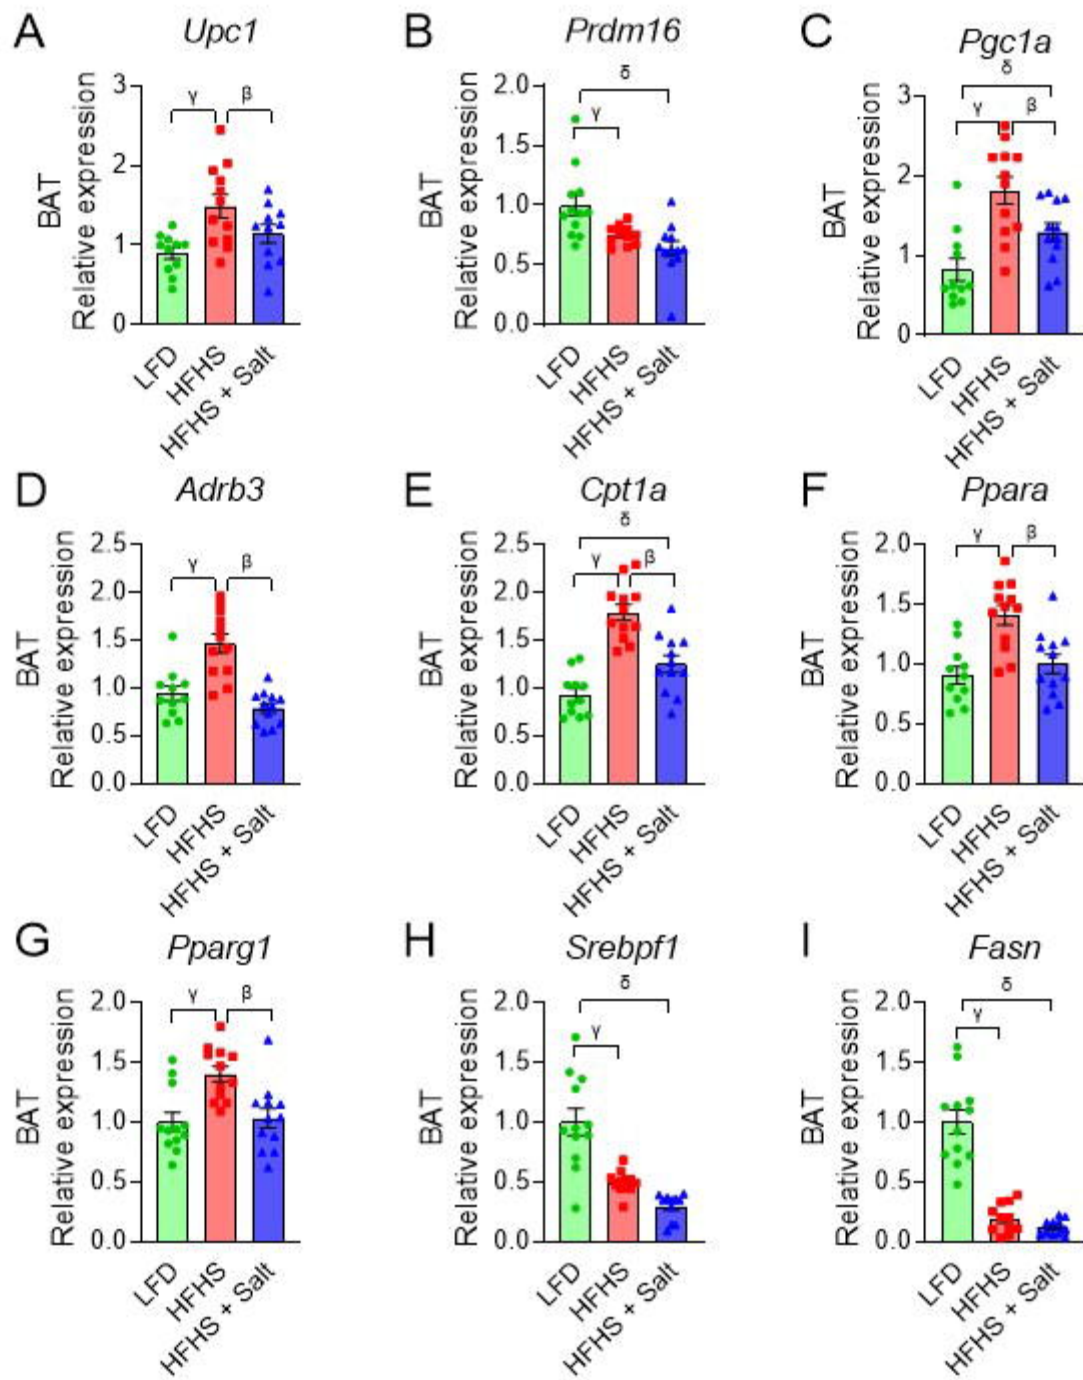 A
Upc1
BAT
Relative expression
3
2
1
0
γ
β
LFD
HFHS
HFHS + Salt
B
Prdm16
BAT
Relative expression
2.0
1.5
1.0
0.5
0.0
δ
γ
LFD
HFHS
HFHS + Salt
C
Pgc1a
BAT
Relative expression
3
2
1
0
δ
γ
β
LFD
HFHS
HFHS + Salt
D
Adrb3
BAT
Relative expression
2.5
2.0
1.5
1.0
0.5
0.0
γ
β
LFD
HFHS
HFHS + Salt
E
Cpt1a
BAT
Relative expression
2.5
2.0
1.5
1.0
0.5
0.0
δ
γ
β
LFD
HFHS
HFHS + Salt
F
Ppara
BAT
Relative expression
2.0
1.5
1.0
0.5
0.0
γ
β
LFD
HFHS
HFHS + Salt
G
Pparg1
BAT
Relative expression
2.0
1.5
1.0
0.5
0.0
γ
β
LFD
HFHS
HFHS + Salt
H
Srebpf1
BAT
Relative expression
2.0
1.5
1.0
0.5
0.0
δ
γ
LFD
HFHS
HFHS + Salt
I
Fasn
BAT
Relative expression
2.0
1.5
1.0
0.5
0.0
δ
γ
LFD
HFHS
HFHS + Salt